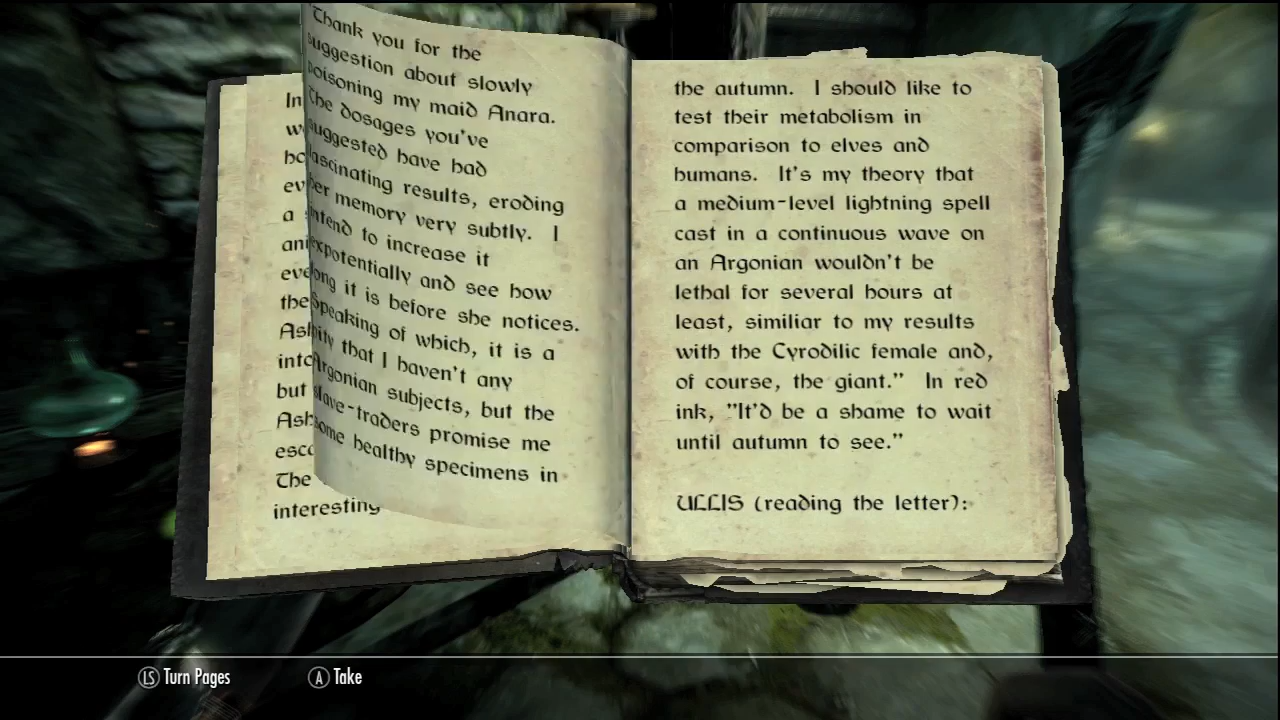 In
a
eve
the
but
The
interesting
"Thank you for the
suggestion about slowly
poisoning my maid Anara.
The dosages you've
suggested have had
fascinating results, eroding
her memory very subtly. I
intend to increase it
expotentially and see how
long it is before she notices.
Speaking of which, it is a
pity that I haven't any
Argonian subjects, but the
slave-traders promise me
some healthy specimens in
the autumn. I should like to
test their metabolism in
comparison to elves and
humans. It's my theory that
a medium-level lightning spell
cast in a continuous wave on
an Argonian wouldn't be
lethal for several hours at
least, similiar to my results
with the Cyrodilic female and,
of course, the giant." In red
ink, "It'd be a shame to wait
until autumn to see."
ULLIS (reading the letter):
LS Turn Pages
A Take